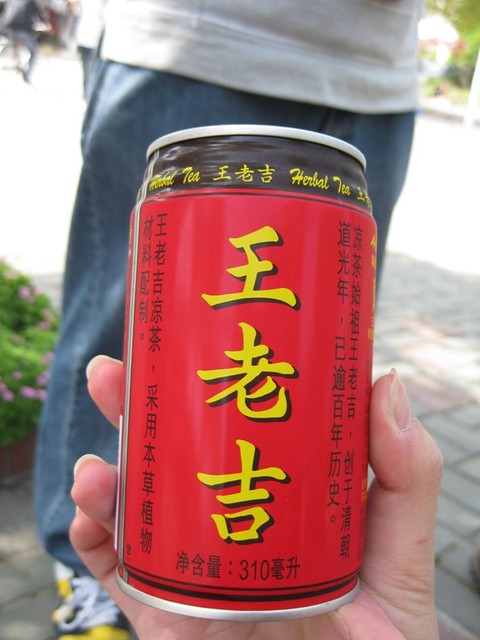 Herbal Tea 王老吉 Herbal Tea 王
王老吉
凉茶始祖王老吉，创于清朝
道光年，已逾百年历史。
王老吉凉茶，采用本草植物
材料配制。
净含量：310毫升